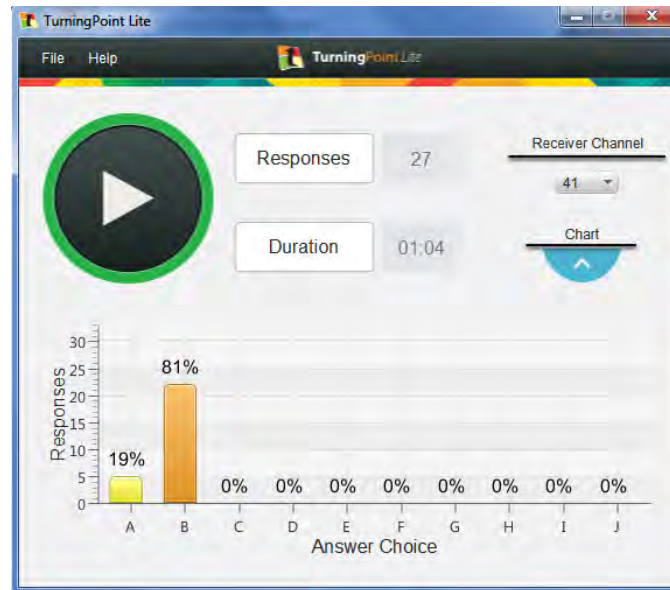 TurningPoint Lite
File Help
TurningPoint Lite
Responses 27
Receiver Channel
41
Duration 01:04
Chart
Responses
30
25
20
15
10
5
0
19%
81%
0% 0% 0% 0% 0% 0% 0% 0%
A B C D E F G H I J
Answer Choice